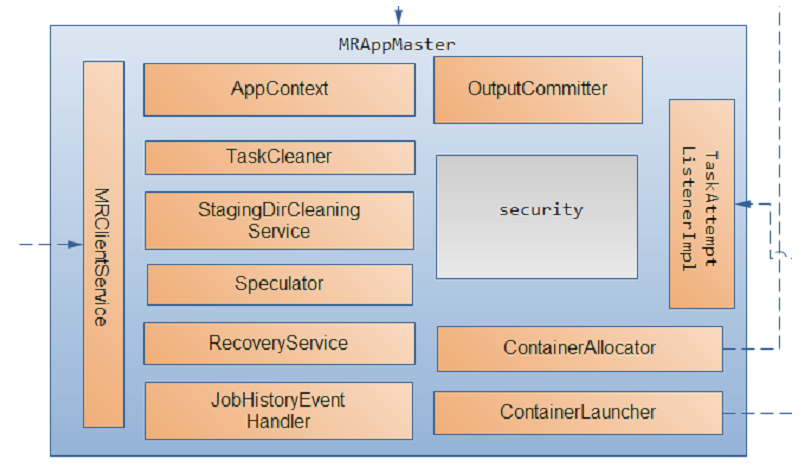 MRAppMaster
MRClientService
AppContext
OutputCommitter
TaskCleaner
StagingDirCleaning
Service
Speculator
RecoveryService
JobHistoryEvent
Handler
security
TaskAttempt
ListenerImpl
ContainerAllocator
ContainerLauncher